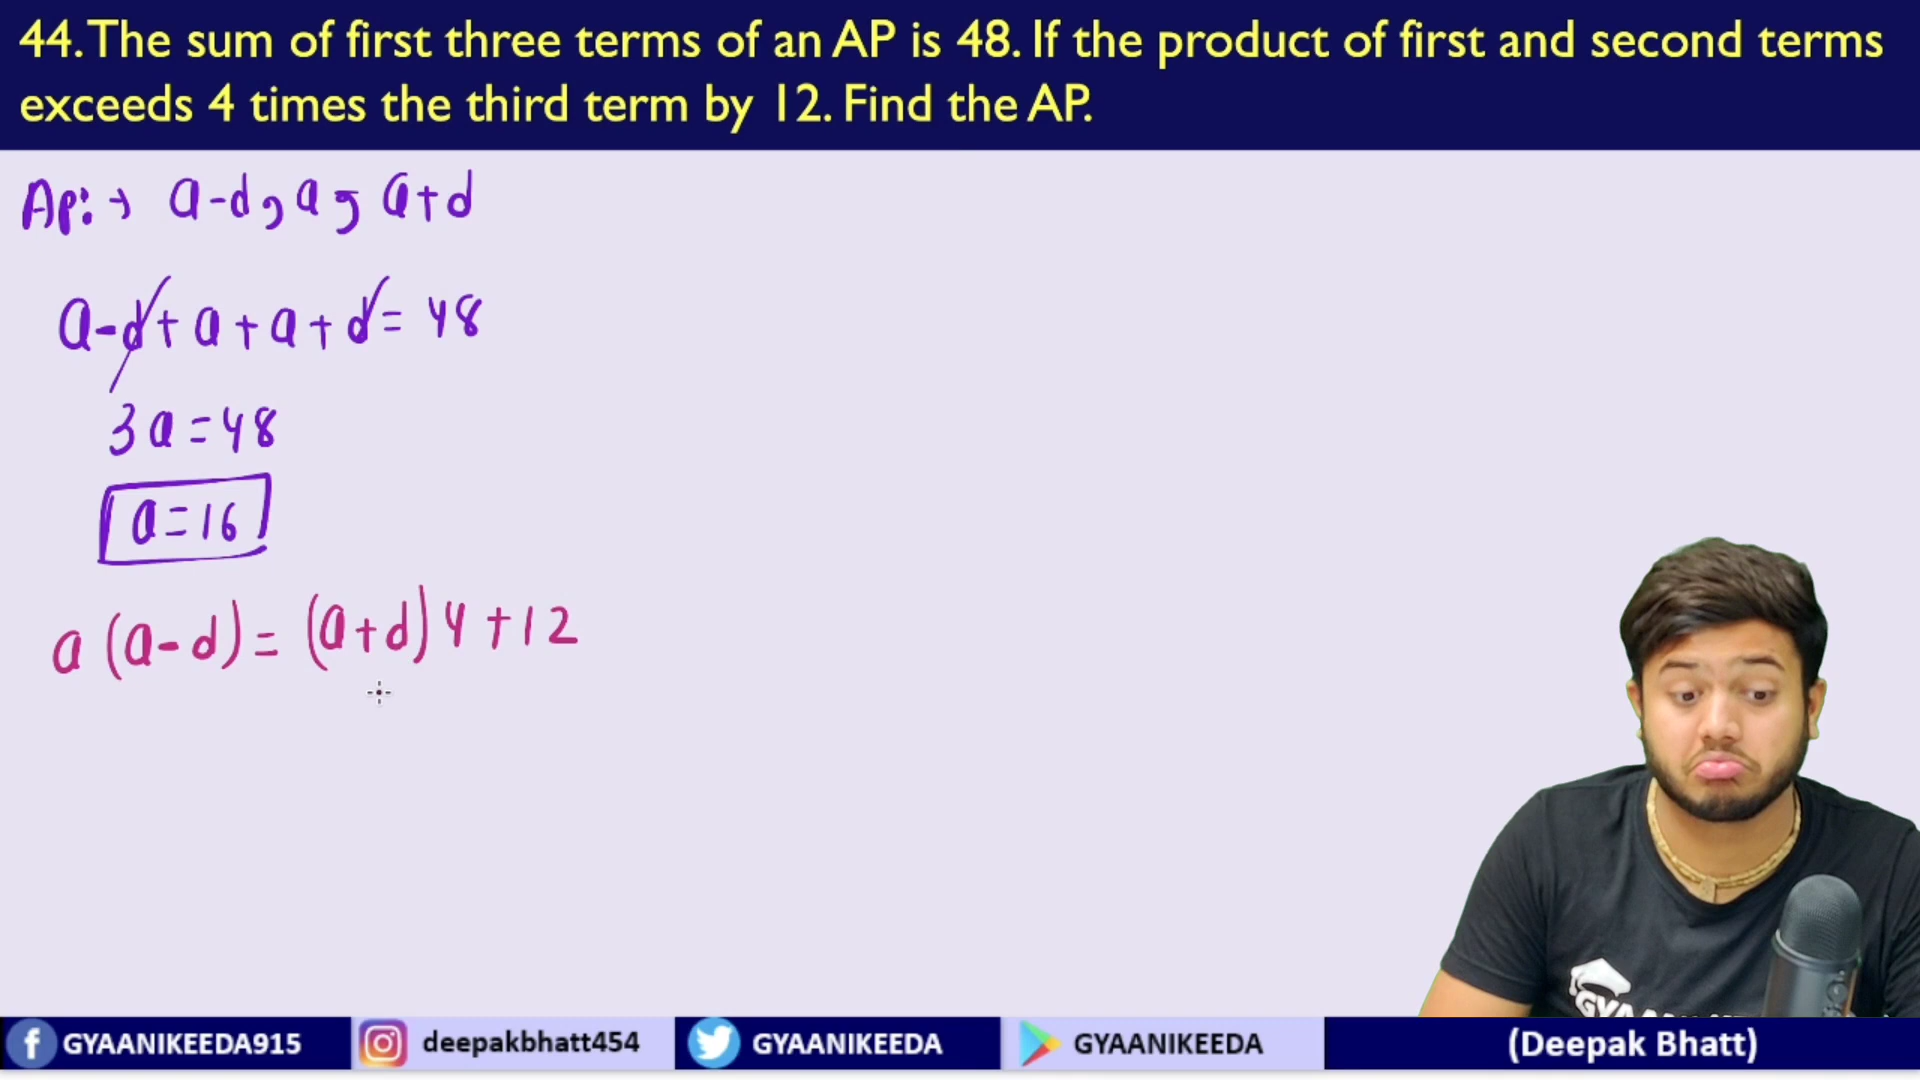 44. The sum of first three terms of an AP is 48. If the product of first and second terms
exceeds 4 times the third term by 12. Find the AP.
Ap:→ a-d, a, a+d
a-d+a+a+d=48
3a=48
a=16
a(a-d)=(a+d)4+12
GYAANIKEEDA915 deepakbhatt454 GYAANIKEEDA GYAANIKEEDA (Deepak Bhatt)